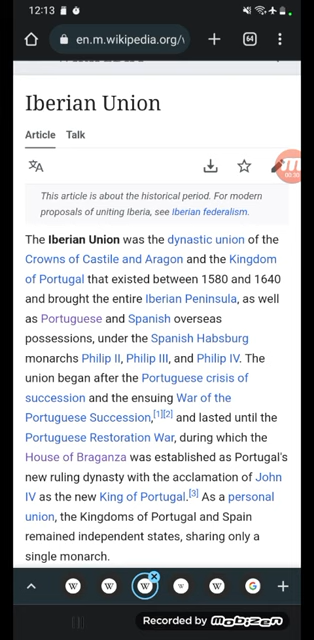 12:13
en.m.wikipedia.org/
64
Iberian Union
Article Talk
This article is about the historical period. For modern
proposals of uniting Iberia, see Iberian federalism.
The Iberian Union was the dynastic union of the
Crowns of Castile and Aragon and the Kingdom
of Portugal that existed between 1580 and 1640
and brought the entire Iberian Peninsula, as well
as Portuguese and Spanish overseas
possessions, under the Spanish Habsburg
monarchs Philip II, Philip III, and Philip IV. The
union began after the Portuguese crisis of
succession and the ensuing War of the
Portuguese Succession,[1][2] and lasted until the
Portuguese Restoration War, during which the
House of Braganza was established as Portugal's
new ruling dynasty with the acclamation of John
IV as the new King of Portugal.[3] As a personal
union, the Kingdoms of Portugal and Spain
remained independent states, sharing only a
single monarch.
W W W W W G
Recorded by Mobizen